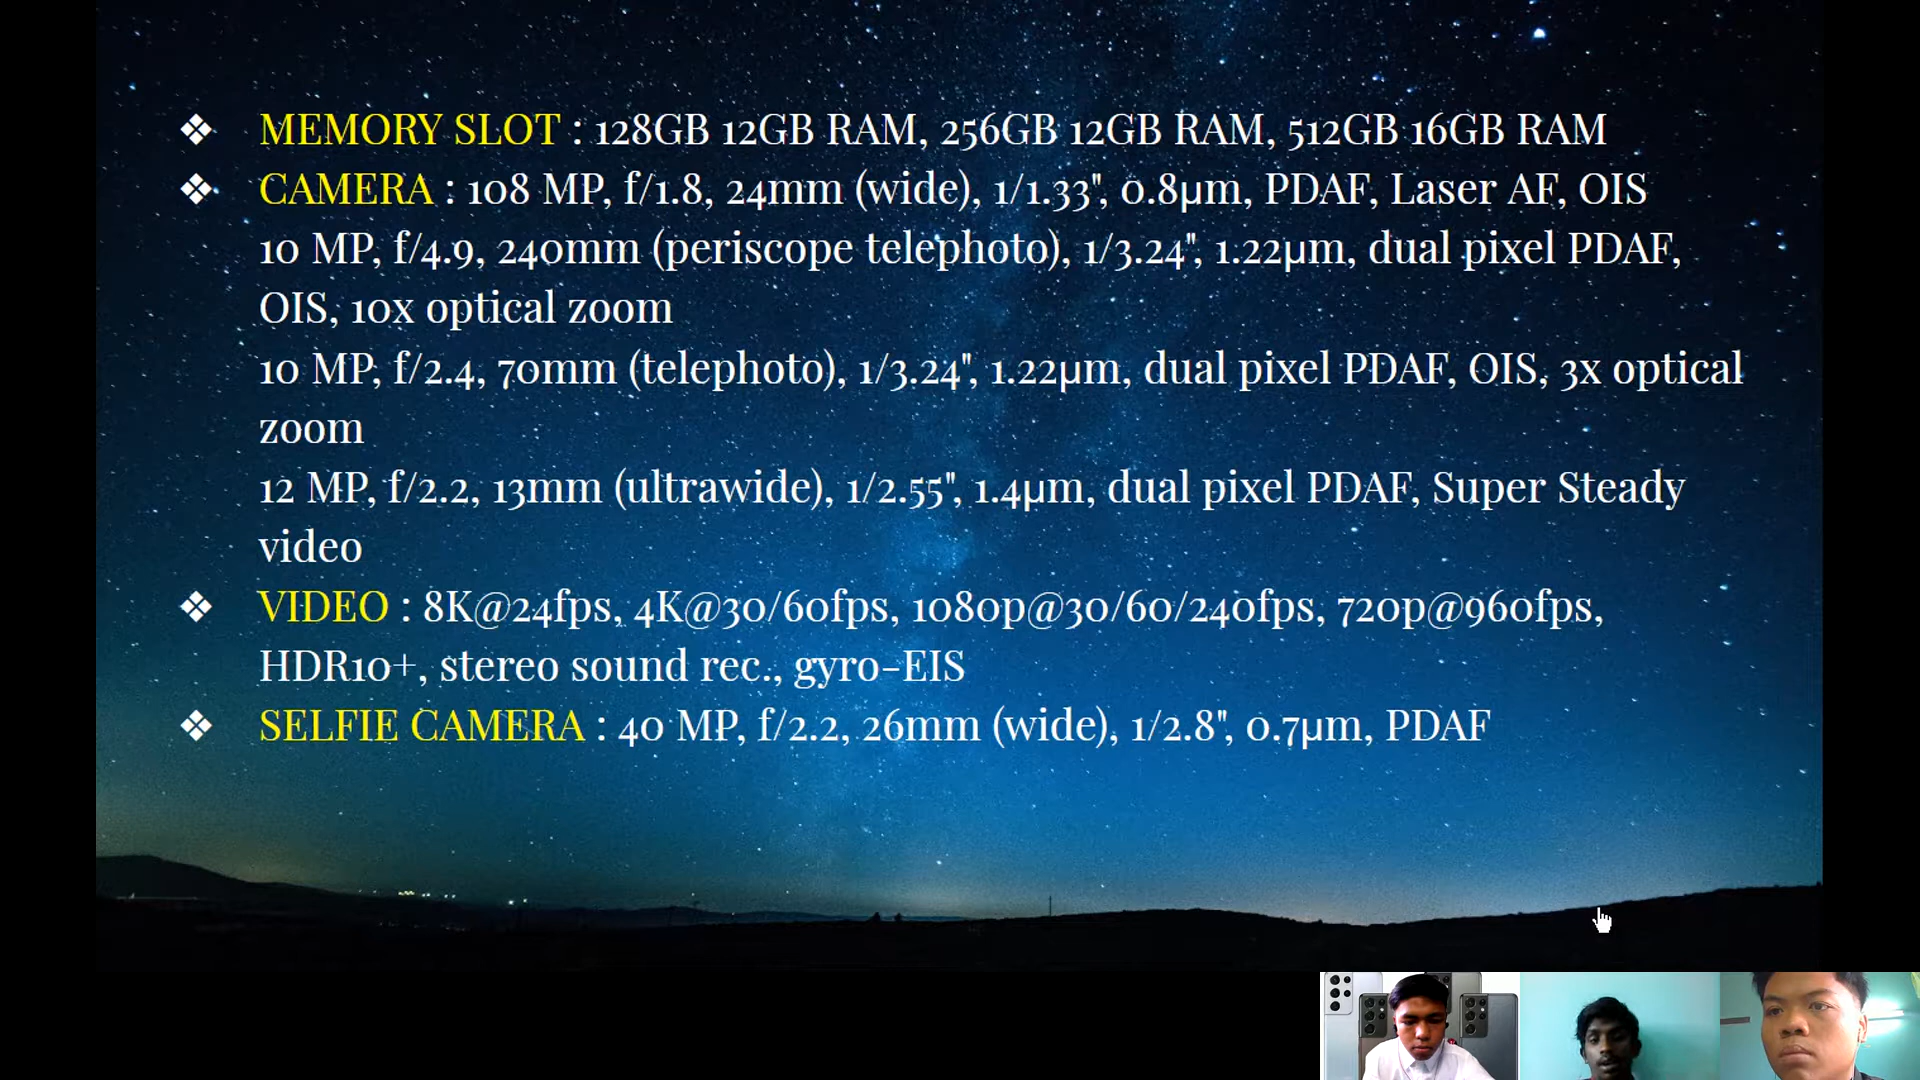 ❖ MEMORY SLOT : 128GB 12GB RAM, 256GB 12GB RAM, 512GB 16GB RAM
❖ CAMERA : 108 MP, f/1.8, 24mm (wide), 1/1.33", 0.8µm, PDAF, Laser AF, OIS
10 MP, f/4.9, 240mm (periscope telephoto), 1/3.24", 1.22µm, dual pixel PDAF,
OIS, 10x optical zoom
10 MP, f/2.4, 70mm (telephoto), 1/3.24", 1.22µm, dual pixel PDAF, OIS, 3x optical
zoom
12 MP, f/2.2, 13mm (ultrawide), 1/2.55", 1.4µm, dual pixel PDAF, Super Steady
video
❖ VIDEO : 8K@24fps, 4K@30/60fps, 1080p@30/60/240fps, 720p@960fps,
HDR10+, stereo sound rec., gyro-EIS
❖ SELFIE CAMERA : 40 MP, f/2.2, 26mm (wide), 1/2.8", 0.7µm, PDAF